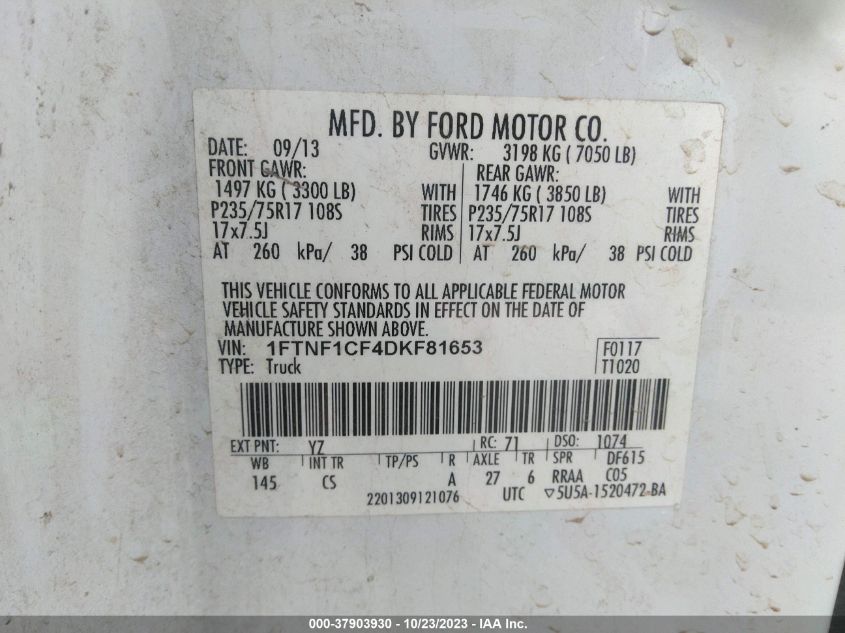 MFD. BY FORD MOTOR CO.
DATE: 09/13 GVWR: 3198 KG ( 7050 LB)
FRONT GAWR: REAR GAWR:
1497 KG ( 3300 LB) WITH 1746 KG ( 3850 LB) WITH
P235/75R17 108S TIRES P235/75R17 108S TIRES
17x7.5J RIMS 17x7.5J RIMS
AT 260 kPa/ 38 PSI COLD AT 260 kPa/ 38 PSI COLD
THIS VEHICLE CONFORMS TO ALL APPLICABLE FEDERAL MOTOR
VEHICLE SAFETY STANDARDS IN EFFECT ON THE DATE OF
MANUFACTURE SHOWN ABOVE.
VIN: 1FTNF1CF4DKF81653 F0117
TYPE: Truck T1020
EXT PNT: YZ RC: 71 DSO: 1074
WB INT TR TP/PS R AXLE TR SPR DF615
145 CS A 27 6 RRAA C05
2201309121076 UTC ▽5U5A-1520472-BA
000-37903930 - 10/23/2023 - IAA Inc.